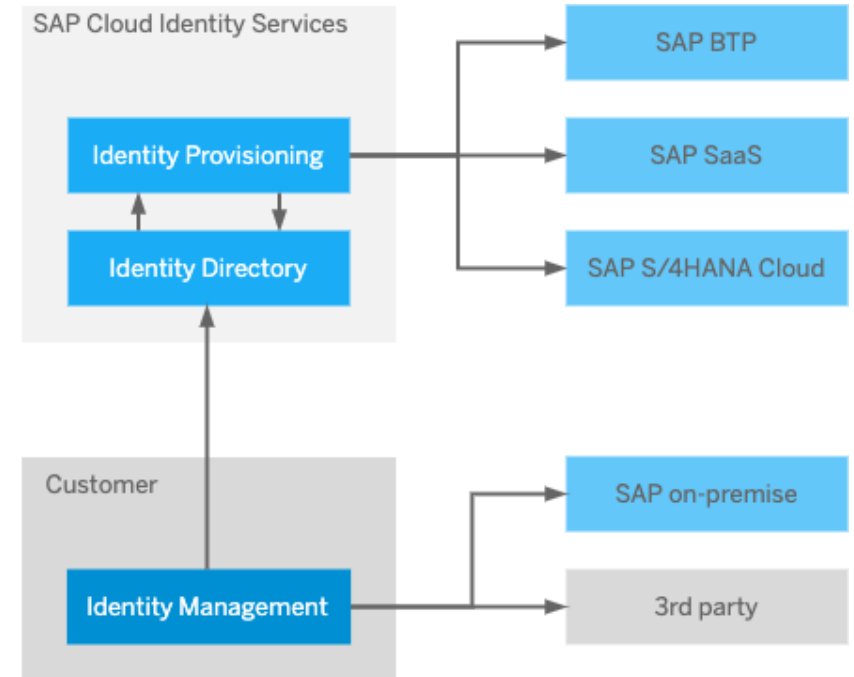 SAP Cloud Identity Services
SAP BTP
Identity Provisioning
SAP SaaS
Identity Directory
SAP S/4HANA Cloud
Customer
SAP on-premise
Identity Management
3rd party